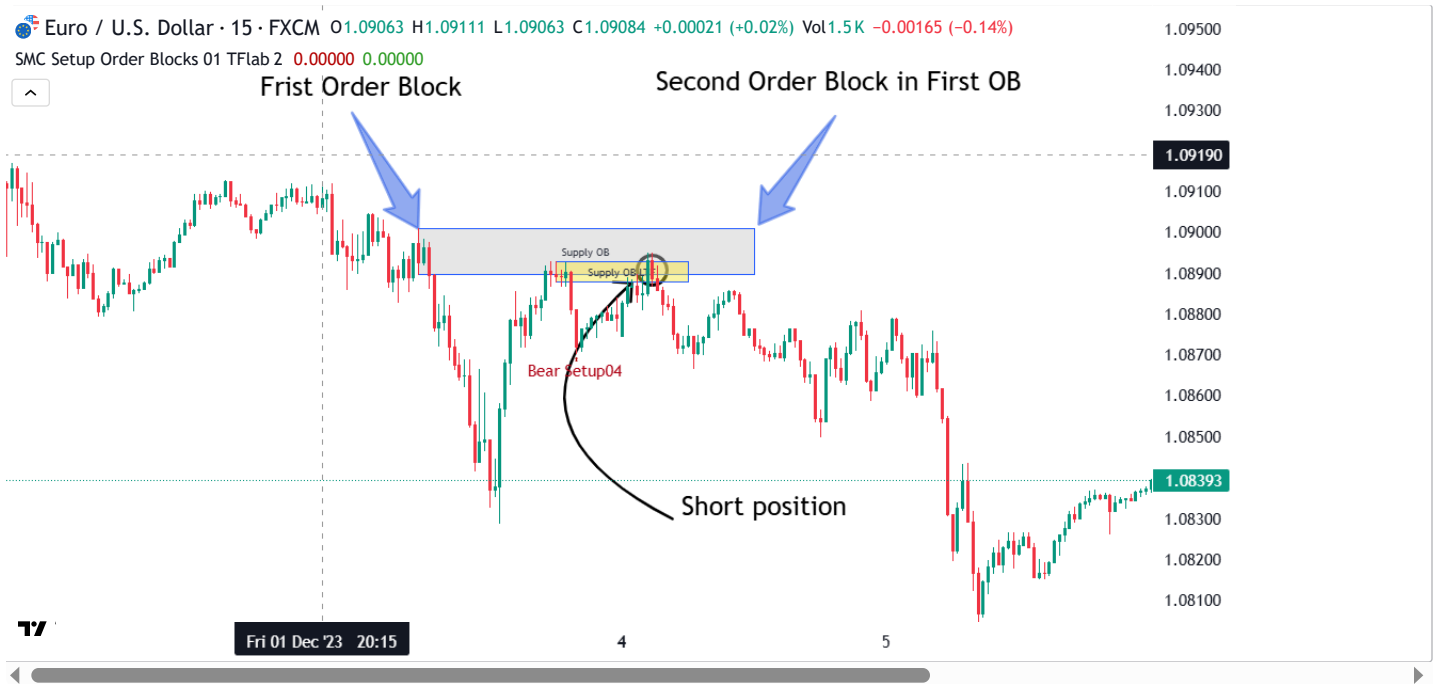 Euro / U.S. Dollar · 15 · FXCM O1.09063 H1.09111 L1.09063 C1.09084 +0.00021 (+0.02%) Vol1.5 K −0.00165 (−0.14%)
SMC Setup Order Blocks 01 TFlab 2 0.00000 0.00000
Frist Order Block
Second Order Block in First OB
Supply OB
Supply OB
Bear Setup04
Short position
1.09500
1.09400
1.09300
1.09190
1.09100
1.09000
1.08900
1.08800
1.08700
1.08600
1.08500
1.08393
1.08300
1.08200
1.08100
Fri 01 Dec '23 20:15
4
5